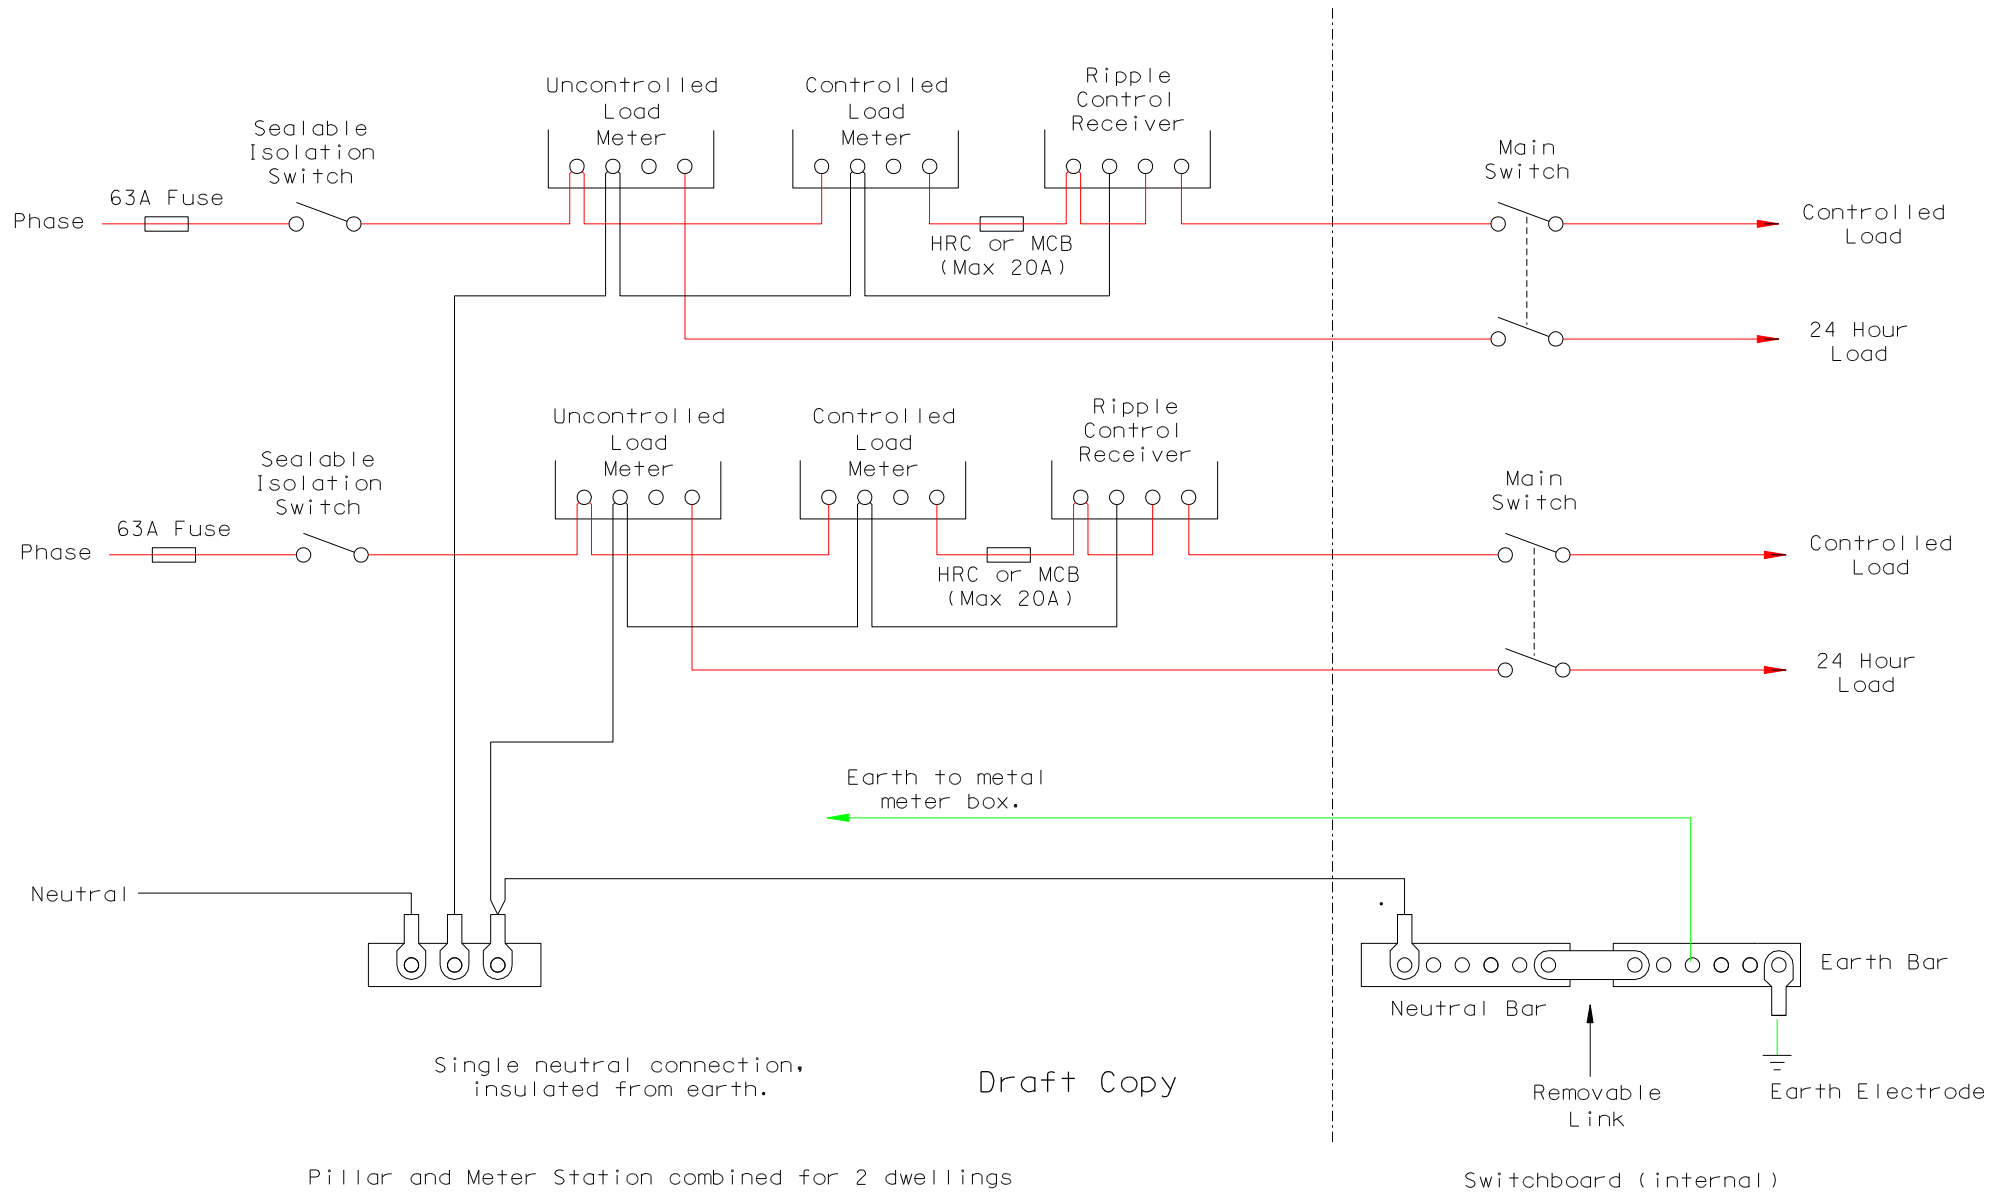 Uncontrolled
Load
Meter
Controlled
Load
Meter
Ripple
Control
Receiver
Sealable
Isolation
Switch
Main
Switch
63A Fuse
Phase
Controlled
Load
HRC or MCB
(Max 20A)
24 Hour
Load
Uncontrolled
Load
Meter
Controlled
Load
Meter
Ripple
Control
Receiver
Sealable
Isolation
Switch
Main
Switch
63A Fuse
Phase
Controlled
Load
HRC or MCB
(Max 20A)
24 Hour
Load
Earth to metal
meter box.
Neutral
Earth Bar
Neutral Bar
Single neutral connection,
insulated from earth.
Draft Copy
Removable
Link
Earth Electrode
Pillar and Meter Station combined for 2 dwellings
Switchboard (internal)